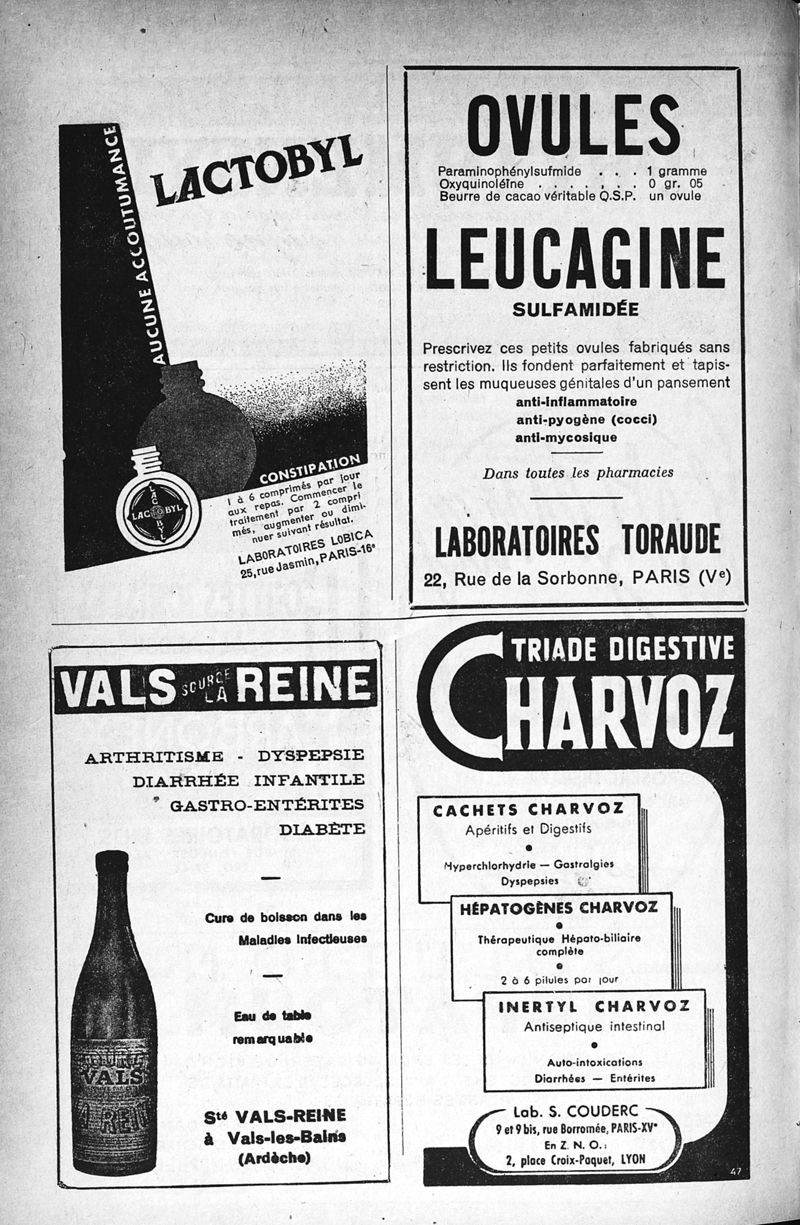 AUCUNE ACCOUTUMANCE
LACTOBYL
LACTOBYL
LACTOBYL
CONSTIPATION
1 à 6 comprimés par jour
aux repas. Commencer le
traitement par 2 compri
més, augmenter ou dimi-
nuer suivant résultat.
LABORATOIRES LOBICA
25, rue Jasmin, PARIS-16e
OVULES
Paraminophénylsufmide . . . 1 gramme
Oxyquinoléïne . . . . , . . 0 gr. 05
Beurre de cacao véritable Q.S.P. un ovule
LEUCAGINE
SULFAMIDÉE
Prescrivez ces petits ovules fabriqués sans
restriction. Ils fondent parfaitement et tapis-
sent les muqueuses génitales d'un pansement
anti-inflammatoire
anti-pyogène (cocci)
anti-mycosique
Dans toutes les pharmacies
LABORATOIRES TORAUDE
22, Rue de la Sorbonne, PARIS (Ve)
VALS SOURCE LA REINE
ARTHRITISME - DYSPEPSIE
DIARRHÉE INFANTILE
GASTRO-ENTÉRITES
DIABÈTE
Cure de boisson dans les
Maladies infectieuses
Eau de table
remarquable
VALS
LA REINE
Sté VALS-REINE
à Vals-les-Bains
(Ardèche)
TRIADE DIGESTIVE
CHARVOZ
CACHETS CHARVOZ
Apéritifs et Digestifs
Hyperchlorhydrie — Gastralgies
Dyspepsies
HÉPATOGÈNES CHARVOZ
Thérapeutique Hépato-biliaire
complète
2 à 6 pilules par jour
INERTYL CHARVOZ
Antiseptique intestinal
Auto-intoxications
Diarrhées — Entérites
Lab. S. COUDERC
9 et 9 bis, rue Borromée, PARIS-XVe
En Z. N. O. :
2, place Croix-Paquet, LYON
47